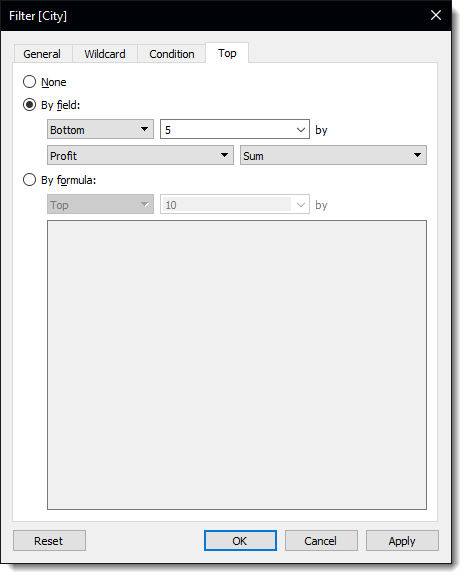 Filter [City]
General Wildcard Condition Top
None
By field:
Bottom 5 by
Profit Sum
By formula:
Top 10 by
Reset OK Cancel Apply